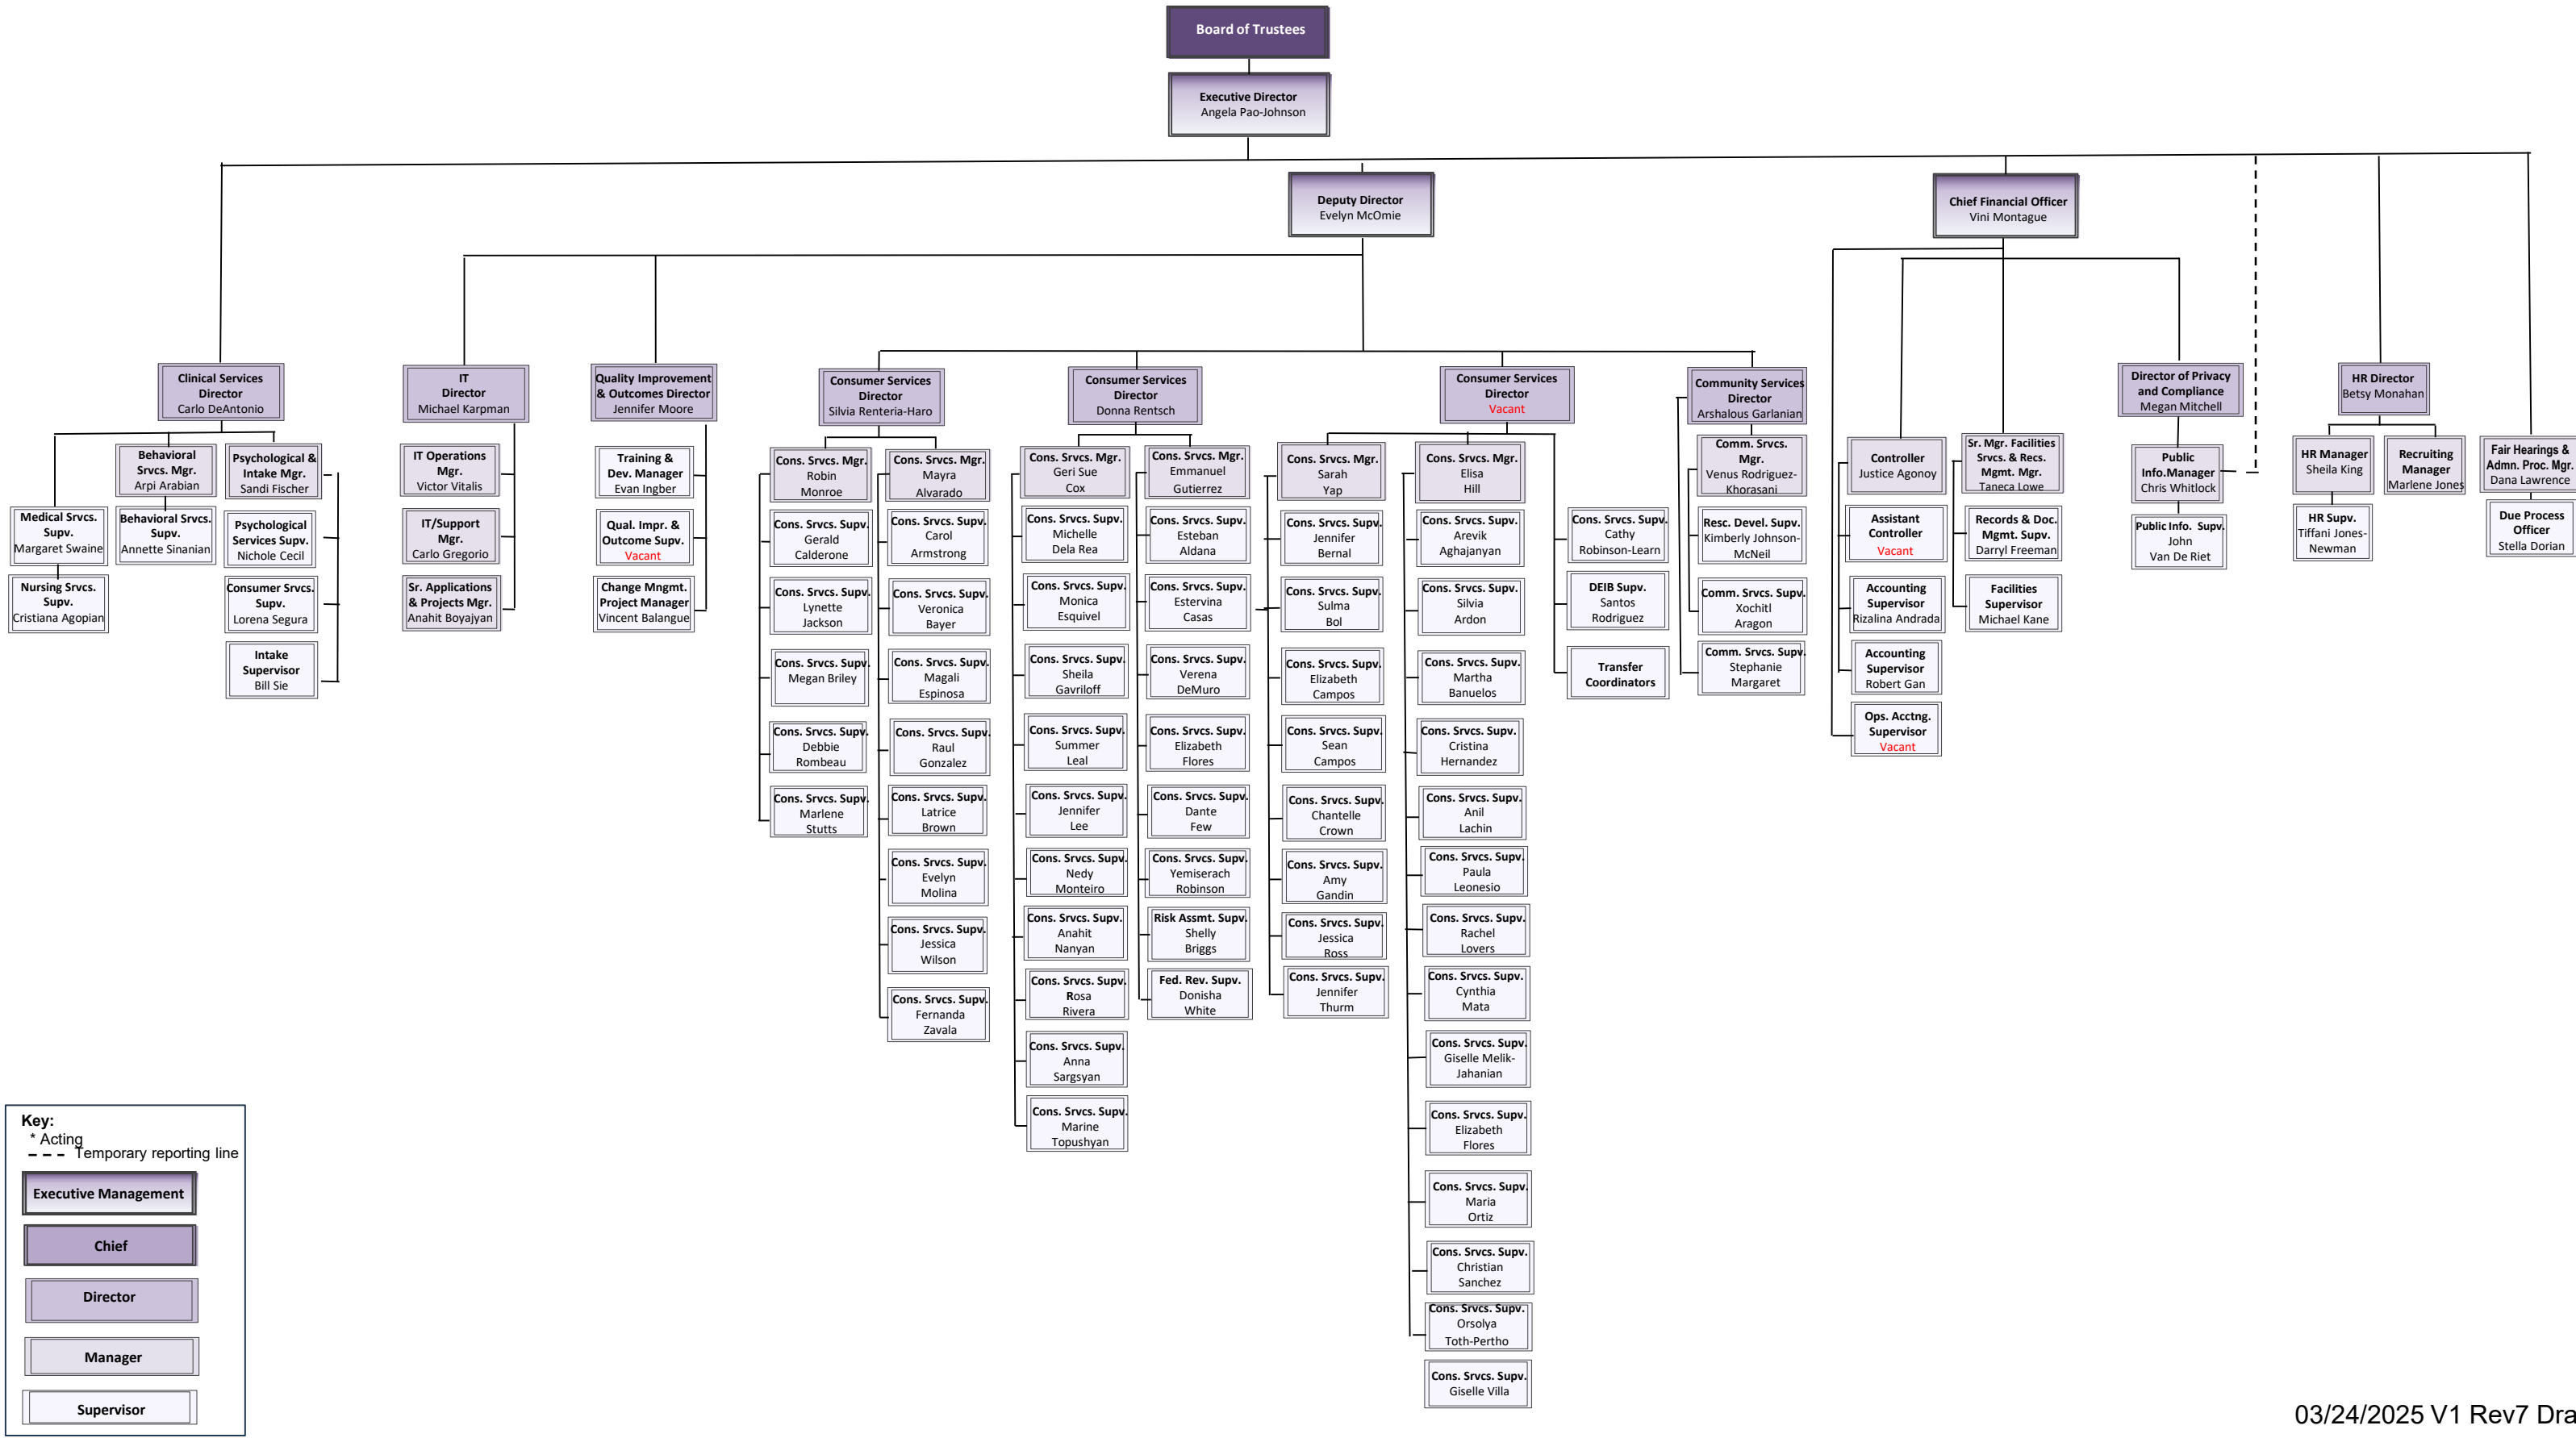 Board of Trustees
Executive Director
Angela Pao-Johnson
Deputy Director
Evelyn McOmie
Chief Financial Officer
Vini Montague
Clinical Services
Director
Carlo DeAntonio
IT
Director
Michael Karpman
Quality Improvement
& Outcomes Director
Jennifer Moore
Consumer Services
Director
Silvia Renteria-Haro
Consumer Services
Director
Donna Rentsch
Consumer Services
Director
Vacant
Community Services
Director
Arshalous Garlanian
Director of Privacy
and Compliance
Megan Mitchell
HR Director
Betsy Monahan
Medical Srvcs.
Supv.
Margaret Swaine
Nursing Srvcs.
Supv.
Cristiana Agopian
Behavioral
Srvcs. Mgr.
Arpi Arabian
Behavioral Srvcs.
Supv.
Annette Sinanian
Psychological &
Intake Mgr.
Sandi Fischer
Psychological
Services Supv.
Nichole Cecil
Consumer Srvcs.
Supv.
Lorena Segura
Intake
Supervisor
Bill Sie
IT Operations
Mgr.
Victor Vitalis
IT/Support
Mgr.
Carlo Gregorio
Sr. Applications
& Projects Mgr.
Anahit Boyajyan
Training &
Dev. Manager
Evan Ingber
Qual. Impr. &
Outcome Supv.
Vacant
Change Mngmt.
Project Manager
Vincent Balangue
Cons. Srvcs. Mgr.
Robin
Monroe
Cons. Srvcs. Supv.
Gerald
Calderone
Cons. Srvcs. Supv.
Lynette
Jackson
Cons. Srvcs. Supv.
Megan Briley
Cons. Srvcs. Supv.
Debbie
Rombeau
Cons. Srvcs. Supv.
Marlene
Stutts
Cons. Srvcs. Mgr.
Mayra
Alvarado
Cons. Srvcs. Supv.
Carol
Armstrong
Cons. Srvcs. Supv.
Veronica
Bayer
Cons. Srvcs. Supv.
Magali
Espinosa
Cons. Srvcs. Supv.
Raul
Gonzalez
Cons. Srvcs. Supv.
Latrice
Brown
Cons. Srvcs. Supv.
Evelyn
Molina
Cons. Srvcs. Supv.
Jessica
Wilson
Cons. Srvcs. Supv.
Fernanda
Zavala
Cons. Srvcs. Mgr.
Geri Sue
Cox
Cons. Srvcs. Supv.
Michelle
Dela Rea
Cons. Srvcs. Supv.
Monica
Esquivel
Cons. Srvcs. Supv.
Sheila
Gavriloff
Cons. Srvcs. Supv.
Summer
Leal
Cons. Srvcs. Supv.
Jennifer
Lee
Cons. Srvcs. Supv.
Nedy
Monteiro
Cons. Srvcs. Supv.
Anahit
Nanyan
Cons. Srvcs. Supv.
Rosa
Rivera
Cons. Srvcs. Supv.
Anna
Sargsyan
Cons. Srvcs. Supv.
Marine
Topushyan
Cons. Srvcs. Mgr.
Emmanuel
Gutierrez
Cons. Srvcs. Supv.
Esteban
Aldana
Cons. Srvcs. Supv.
Estervina
Casas
Cons. Srvcs. Supv.
Verena
DeMuro
Cons. Srvcs. Supv.
Elizabeth
Flores
Cons. Srvcs. Supv.
Dante
Few
Cons. Srvcs. Supv.
Yemiserach
Robinson
Risk Assmt. Supv.
Shelly
Briggs
Fed. Rev. Supv.
Donisha
White
Cons. Srvcs. Mgr.
Sarah
Yap
Cons. Srvcs. Supv.
Jennifer
Bernal
Cons. Srvcs. Supv.
Sulma
Bol
Cons. Srvcs. Supv.
Elizabeth
Campos
Cons. Srvcs. Supv.
Sean
Campos
Cons. Srvcs. Supv.
Chantelle
Crown
Cons. Srvcs. Supv.
Amy
Gandin
Cons. Srvcs. Supv.
Jessica
Ross
Cons. Srvcs. Supv.
Jennifer
Thurm
Cons. Srvcs. Mgr.
Elisa
Hill
Cons. Srvcs. Supv.
Arevik
Aghajanyan
Cons. Srvcs. Supv.
Silvia
Ardon
Cons. Srvcs. Supv.
Martha
Banuelos
Cons. Srvcs. Supv.
Cristina
Hernandez
Cons. Srvcs. Supv.
Anil
Lachin
Cons. Srvcs. Supv.
Paula
Leonesio
Cons. Srvcs. Supv.
Rachel
Lovers
Cons. Srvcs. Supv.
Cynthia
Mata
Cons. Srvcs. Supv.
Giselle Melik-
Jahanian
Cons. Srvcs. Supv.
Elizabeth
Flores
Cons. Srvcs. Supv.
Maria
Ortiz
Cons. Srvcs. Supv.
Christian
Sanchez
Cons. Srvcs. Supv.
Orsolya
Toth-Pertho
Cons. Srvcs. Supv.
Giselle Villa
Cons. Srvcs. Supv.
Cathy
Robinson-Learn
DEIB Supv.
Santos
Rodriguez
Transfer
Coordinators
Comm. Srvcs.
Mgr.
Venus Rodriguez-
Khorasani
Resc. Devel. Supv.
Kimberly Johnson-
McNeil
Comm. Srvcs. Supv.
Xochitl
Aragon
Comm. Srvcs. Supv.
Stephanie
Margaret
Controller
Justice Agonoy
Assistant
Controller
Vacant
Accounting
Supervisor
Rizalina Andrada
Accounting
Supervisor
Robert Gan
Ops. Acctng.
Supervisor
Vacant
Sr. Mgr. Facilities
Srvcs. & Recs.
Mgmt. Mgr.
Taneca Lowe
Records & Doc.
Mgmt. Supv.
Darryl Freeman
Facilities
Supervisor
Michael Kane
Public
Info.Manager
Chris Whitlock
Public Info. Supv.
John
Van De Riet
HR Manager
Sheila King
HR Supv.
Tiffani Jones-
Newman
Recruiting
Manager
Marlene Jones
Fair Hearings &
Admn. Proc. Mgr.
Dana Lawrence
Due Process
Officer
Stella Dorian
Key:
* Acting
--- Temporary reporting line
Executive Management
Chief
Director
Manager
Supervisor
03/24/2025 V1 Rev7 Dra